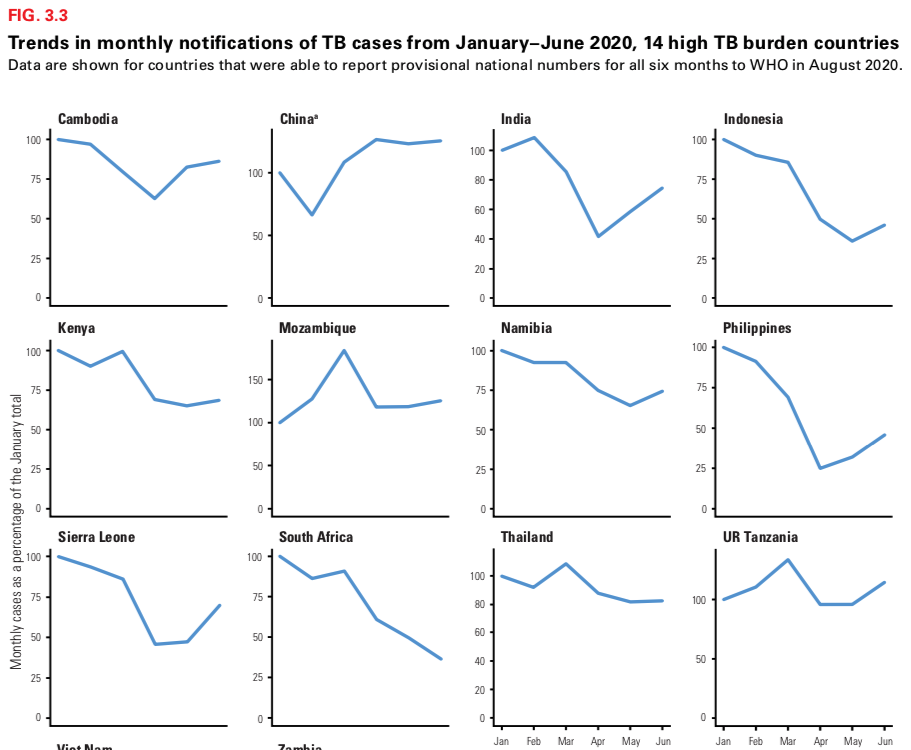 FIG. 3.3
Trends in monthly notifications of TB cases from January–June 2020, 14 high TB burden countries
Data are shown for countries that were able to report provisional national numbers for all six months to WHO in August 2020.
Monthly cases as a percentage of the January total
Cambodia
100
75
50
25
0
Chinaª
100
50
0
India
100
80
60
40
20
0
Indonesia
100
75
50
25
0
Kenya
100
75
50
25
0
Mozambique
150
100
50
0
Namibia
100
75
50
25
0
Philippines
100
75
50
25
0
Sierra Leone
100
75
50
25
0
South Africa
100
75
50
25
0
Thailand
100
80
60
40
20
0
Jan Feb Mar Apr May Jun
UR Tanzania
100
50
0
Jan Feb Mar Apr May Jun
Viet Nam
Zambia